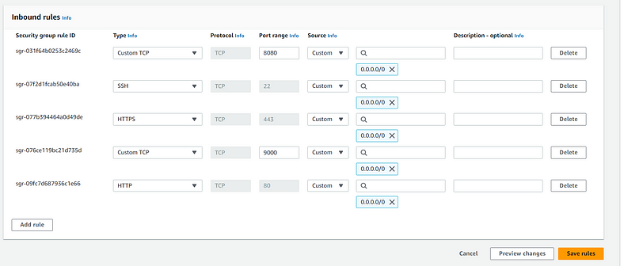 Inbound rules Info
Security group rule ID Type Info Protocol Info Port range Info Source Info Description - optional Info
sgr-031f64b0253c2469c Custom TCP TCP 8080 Custom Delete
0.0.0.0/0
sgr-07f2d1fcab50e40ba SSH TCP 22 Custom Delete
0.0.0.0/0
sgr-077b394464a0d49de HTTPS TCP 443 Custom Delete
0.0.0.0/0
sgr-076ce119bc21d735d Custom TCP TCP 9000 Custom Delete
0.0.0.0/0
sgr-09fc7d687956c1e66 HTTP TCP 80 Custom Delete
0.0.0.0/0
Add rule
Cancel Preview changes Save rules